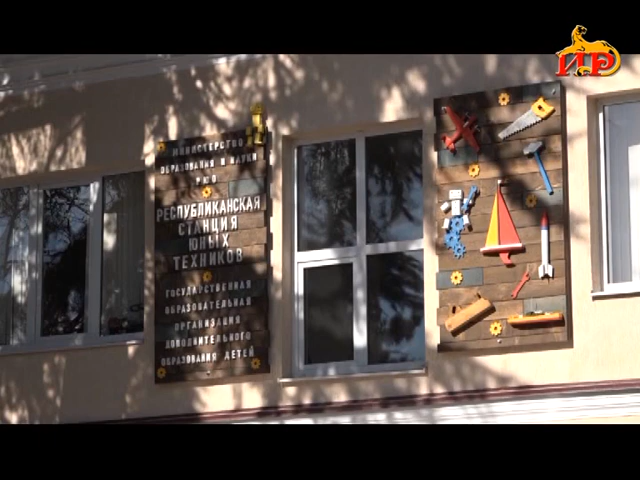 ИР
МИНИСТЕРСТВО
ОБРАЗОВАНИЯ И НАУКИ
РЮО
РЕСПУБЛИКАНСКАЯ
СТАНЦИЯ
ЮНЫХ
ТЕХНИКОВ
ГОСУДАРСТВЕННАЯ
ОБРАЗОВАТЕЛЬНАЯ
ОРГАНИЗАЦИЯ
ДОПОЛНИТЕЛЬНОГО
ОБРАЗОВАНИЯ ДЕТЕЙ